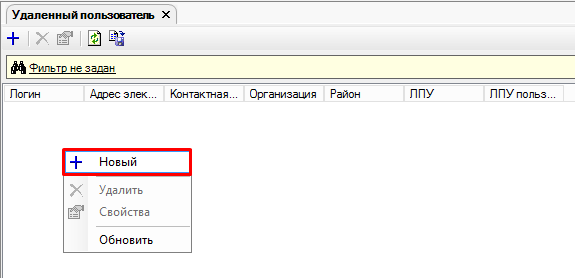 Удаленный пользователь
Фильтр не задан
Логин Адрес элек... Контактная... Организация Район ЛПУ ЛПУ польз...
Новый
Удалить
Свойства
Обновить